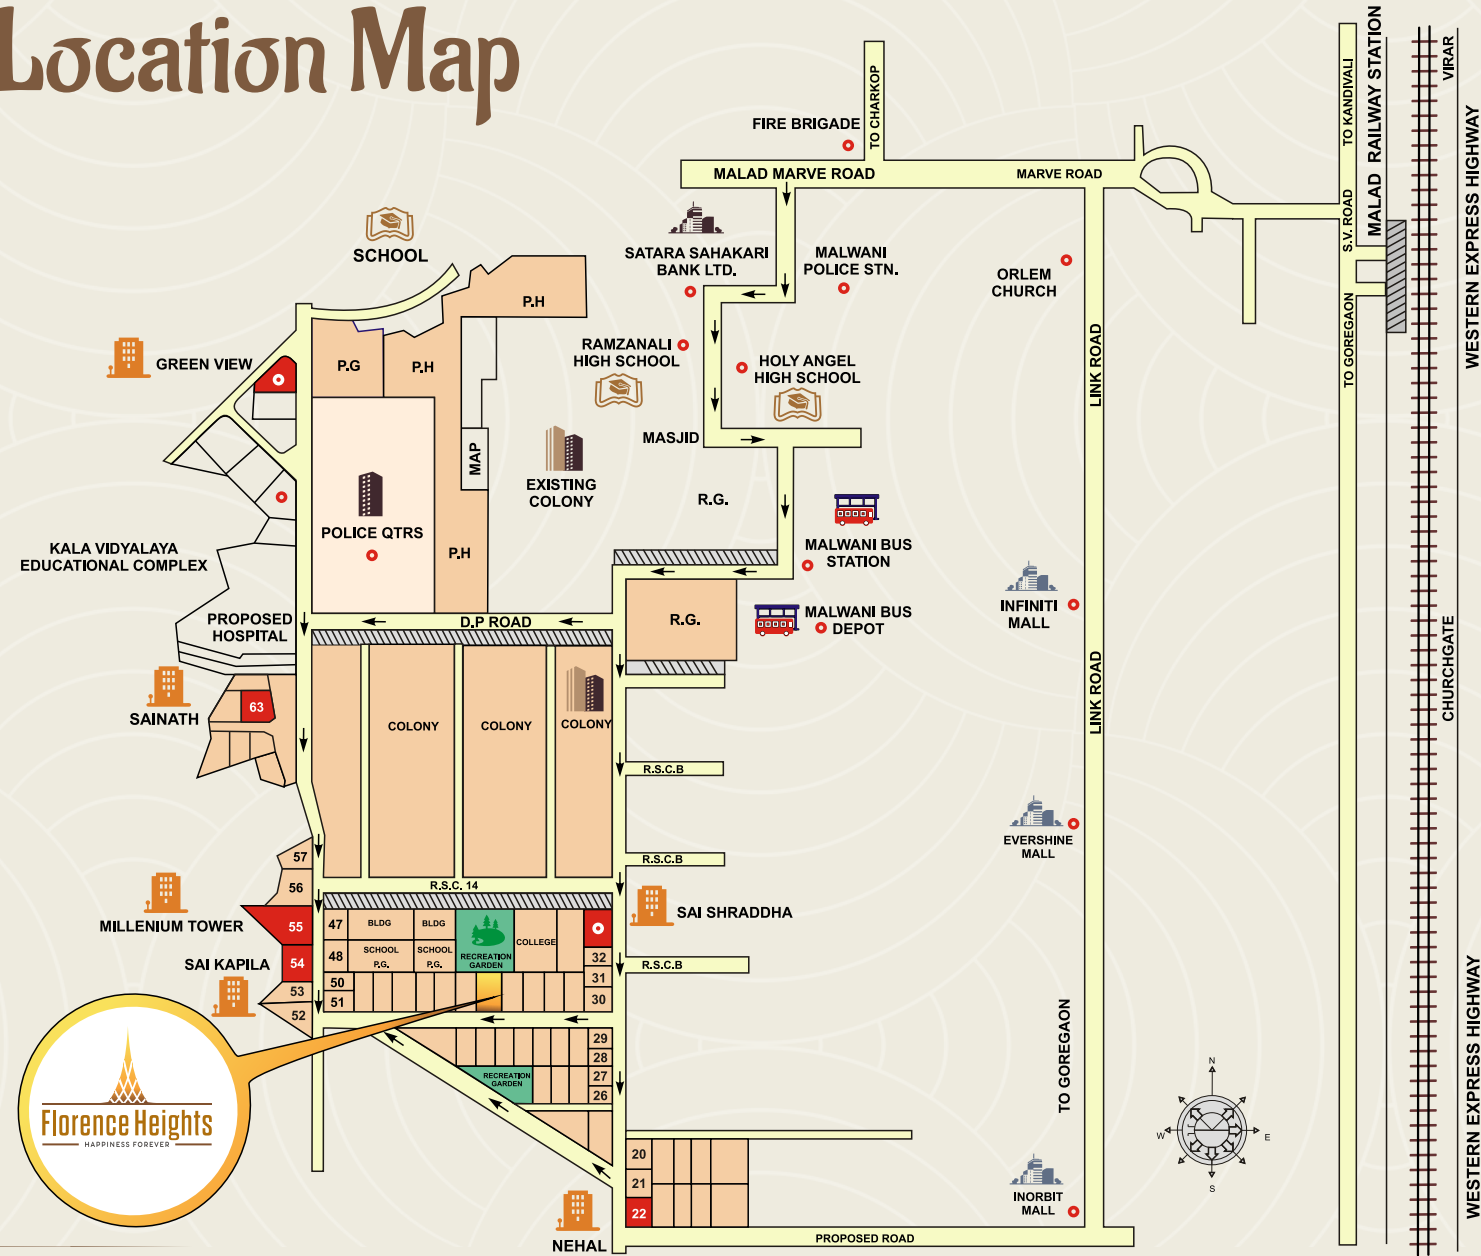 Location Map
FIRE BRIGADE
TO CHARKOP
MALAD MARVE ROAD
MARVE ROAD
TO KANDIVALI
S.V. ROAD
TO GOREGAON
MALAD RAILWAY STATION
VIRAR
WESTERN EXPRESS HIGHWAY
SCHOOL
SATARA SAHAKARI
BANK LTD.
MALWANI
POLICE STN.
ORLEM
CHURCH
P.H
GREEN VIEW
P.G
P.H
RAMZANALI
HIGH SCHOOL
HOLY ANGEL
HIGH SCHOOL
LINK ROAD
MASJID
MAP
EXISTING
COLONY
R.G.
POLICE QTRS
P.H
KALA VIDYALAYA
EDUCATIONAL COMPLEX
MALWANI BUS
STATION
INFINITI
MALL
PROPOSED
HOSPITAL
D.P ROAD
R.G.
MALWANI BUS
DEPOT
CHURCHGATE
LINK ROAD
SAINATH
63
COLONY
COLONY
COLONY
R.S.C.B
EVERSHINE
MALL
R.S.C.B
57
56
R.S.C. 14
MILLENIUM TOWER
55
47
BLDG
BLDG
RECREATION
GARDEN
COLLEGE
SAI SHRADDHA
SAI KAPILA
54
48
SCHOOL
P.G.
SCHOOL
P.G.
32
R.S.C.B
53
50
31
52
51
30
29
28
RECREATION
GARDEN
27
26
TO GOREGAON
WESTERN EXPRESS HIGHWAY
Florence Heights
HAPPINESS FOREVER
N
W
E
S
20
21
22
INORBIT
MALL
NEHAL
PROPOSED ROAD